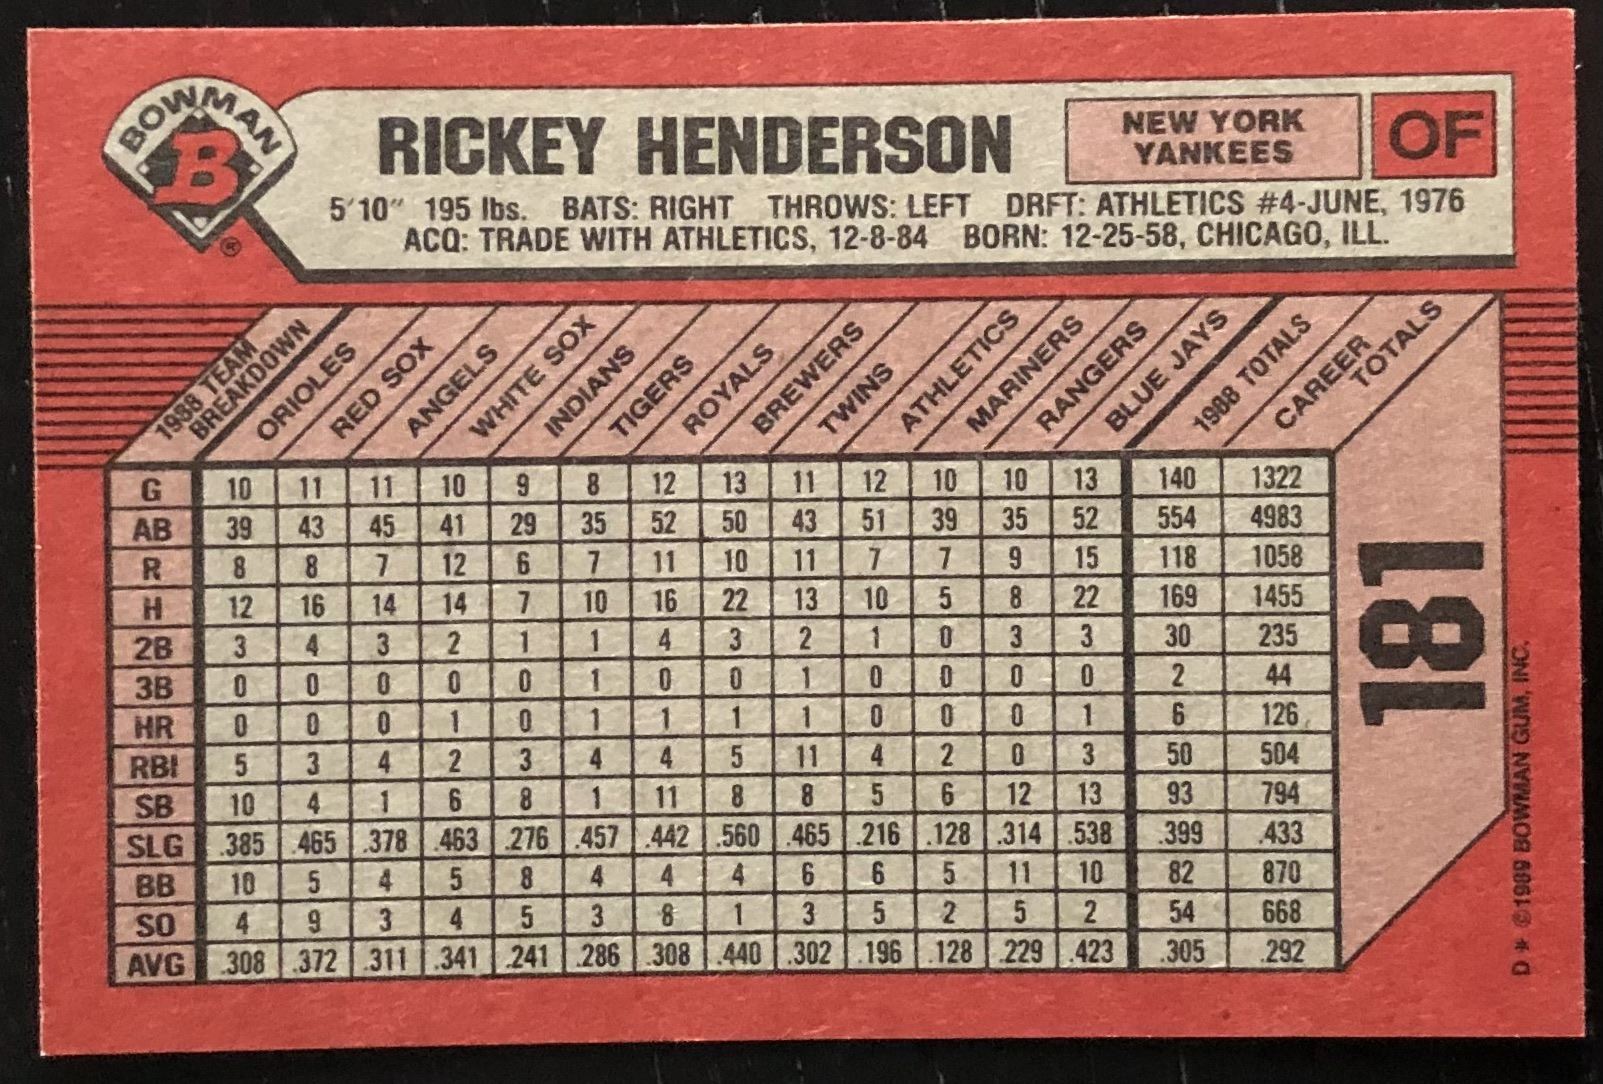 BOWMAN
B
RICKEY HENDERSON
NEW YORK
YANKEES
OF
5'10" 195 lbs. BATS: RIGHT THROWS: LEFT DRFT: ATHLETICS #4-JUNE, 1976
ACQ: TRADE WITH ATHLETICS, 12-8-84 BORN: 12-25-58, CHICAGO, ILL.
®
1988 TEAM BREAKDOWN ORIOLES RED SOX ANGELS WHITE SOX INDIANS TIGERS ROYALS BREWERS TWINS ATHLETICS MARINERS RANGERS BLUE JAYS 1988 TOTALS CAREER TOTALS
G 10 11 11 10 9 8 12 13 11 12 10 10 13 140 1322
AB 39 43 45 41 29 35 52 50 43 51 39 35 52 554 4983
R 8 8 7 12 6 7 11 10 11 7 7 9 15 118 1058
H 12 16 14 14 7 10 16 22 13 10 5 8 22 169 1455
2B 3 4 3 2 1 1 4 3 2 1 0 3 3 30 235
3B 0 0 0 0 0 1 0 0 1 0 0 0 0 2 44
HR 0 0 0 1 0 1 1 1 1 0 0 0 1 6 126
RBI 5 3 4 2 3 4 4 5 11 4 2 0 3 50 504
SB 10 4 1 6 8 1 11 8 8 5 6 12 13 93 794
SLG .385 .465 .378 .463 .276 .457 .442 .560 .465 .216 .128 .314 .538 .399 .433
BB 10 5 4 5 8 4 4 4 6 6 5 11 10 82 870
SO 4 9 3 4 5 3 8 1 3 5 2 5 2 54 668
AVG .308 .372 .311 .341 .241 .286 .308 .440 .302 .196 .128 .229 .423 .305 .292
181
D * ©1989 BOWMAN GUM, INC.